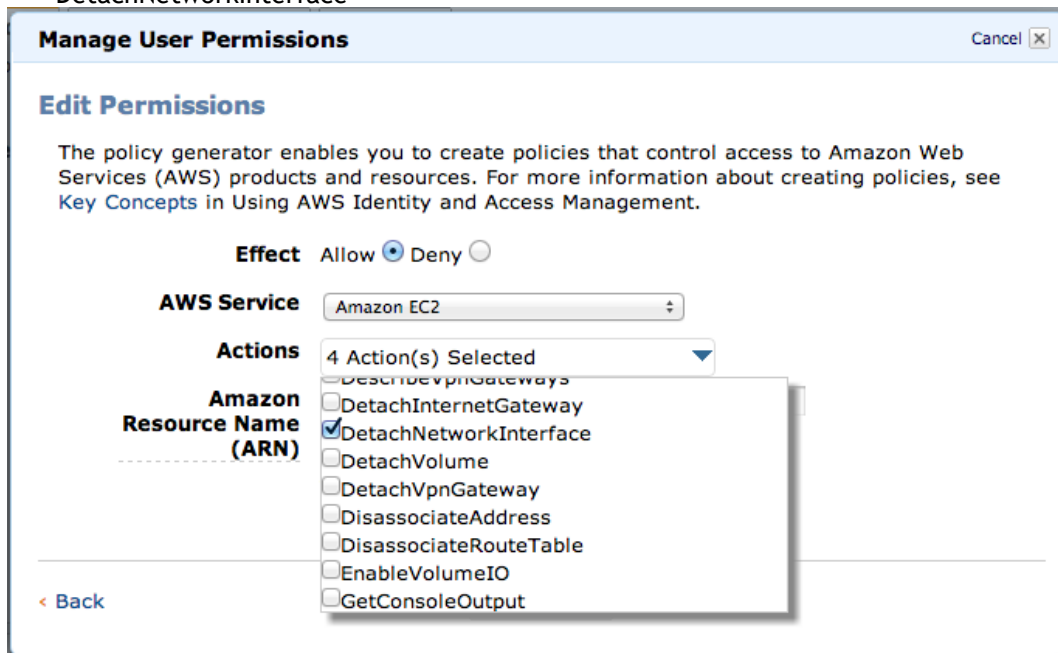 DetachNetworkInterface
Manage User Permissions
Cancel
Edit Permissions
The policy generator enables you to create policies that control access to Amazon Web
Services (AWS) products and resources. For more information about creating policies, see
Key Concepts in Using AWS Identity and Access Management.
Effect Allow Deny
AWS Service Amazon EC2
Actions 4 Action(s) Selected
DescribeVpnGateways
Amazon
Resource Name
(ARN)
DetachInternetGateway
DetachNetworkInterface
DetachVolume
DetachVpnGateway
DisassociateAddress
DisassociateRouteTable
EnableVolumeIO
GetConsoleOutput
< Back